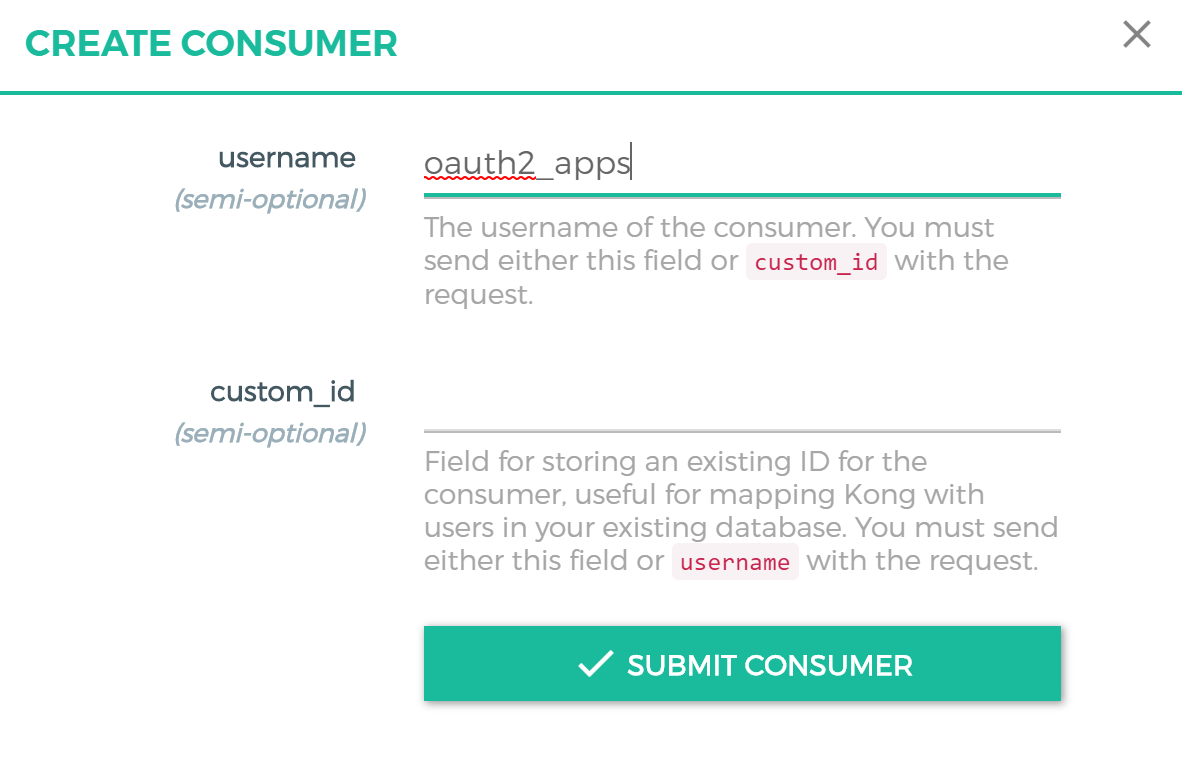 CREATE CONSUMER
username
(semi-optional)
oauth2_apps
The username of the consumer. You must
send either this field or custom_id with the
request.
custom_id
(semi-optional)
Field for storing an existing ID for the
consumer, useful for mapping Kong with
users in your existing database. You must send
either this field or username with the request.
SUBMIT CONSUMER